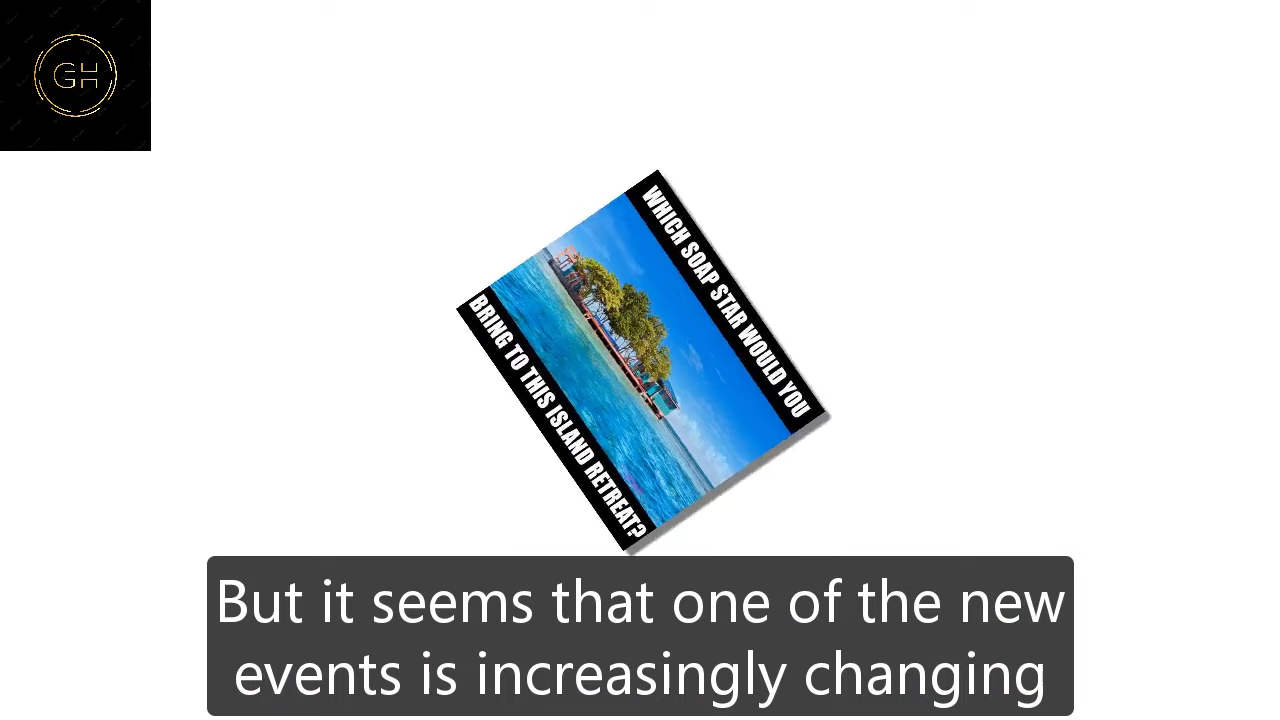 GH
WHICH SOAP STAR WOULD YOU
BRING TO THIS ISLAND RETREAT?
But it seems that one of the new
events is increasingly changing